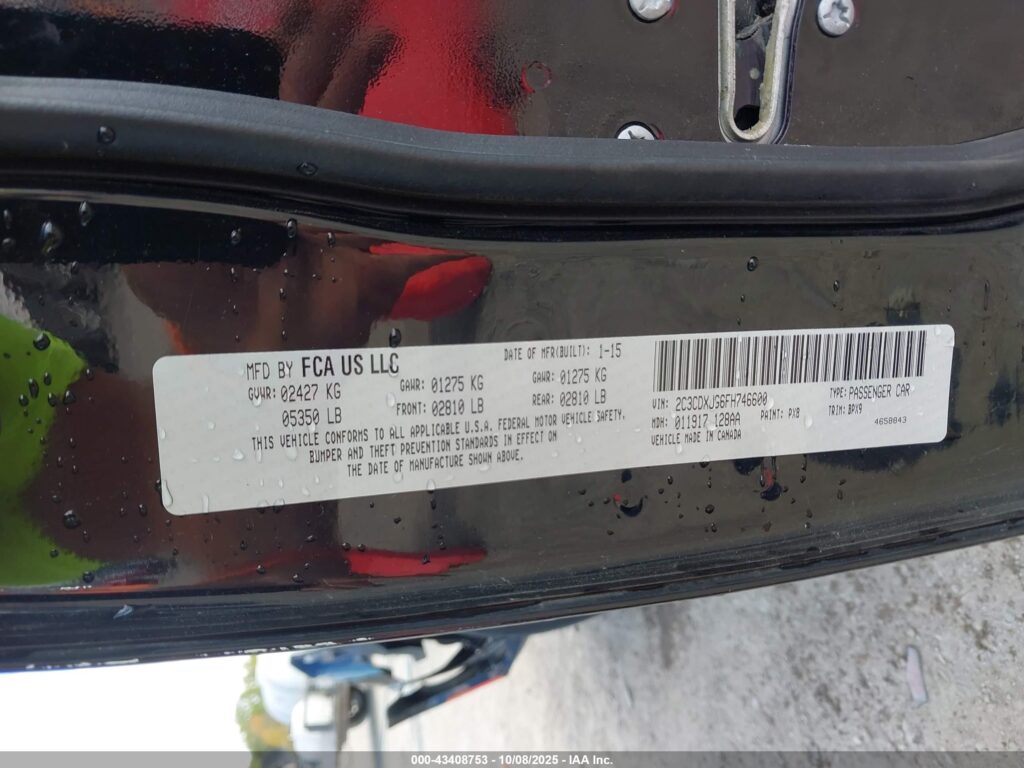 MFD BY FCA US LLC
DATE OF MFR(BUILT): 1-15
GVWR: 02427 KG
GAWR: 01275 KG
GAWR: 01275 KG
05350 LB
FRONT: 02810 LB
REAR: 02810 LB
THIS VEHICLE CONFORMS TO ALL APPLICABLE U.S.A. FEDERAL MOTOR VEHICLE SAFETY,
BUMPER AND THEFT PREVENTION STANDARDS IN EFFECT ON
THE DATE OF MANUFACTURE SHOWN ABOVE.
VIN: 2C3CDXJG6FH746600
TYPE: PASSENGER CAR
MDH: 011917 128AA
PAINT: PX8
TRIM: BPX9
VEHICLE MADE IN CANADA
4658843
000-43408753 - 10/08/2025 - IAA Inc.